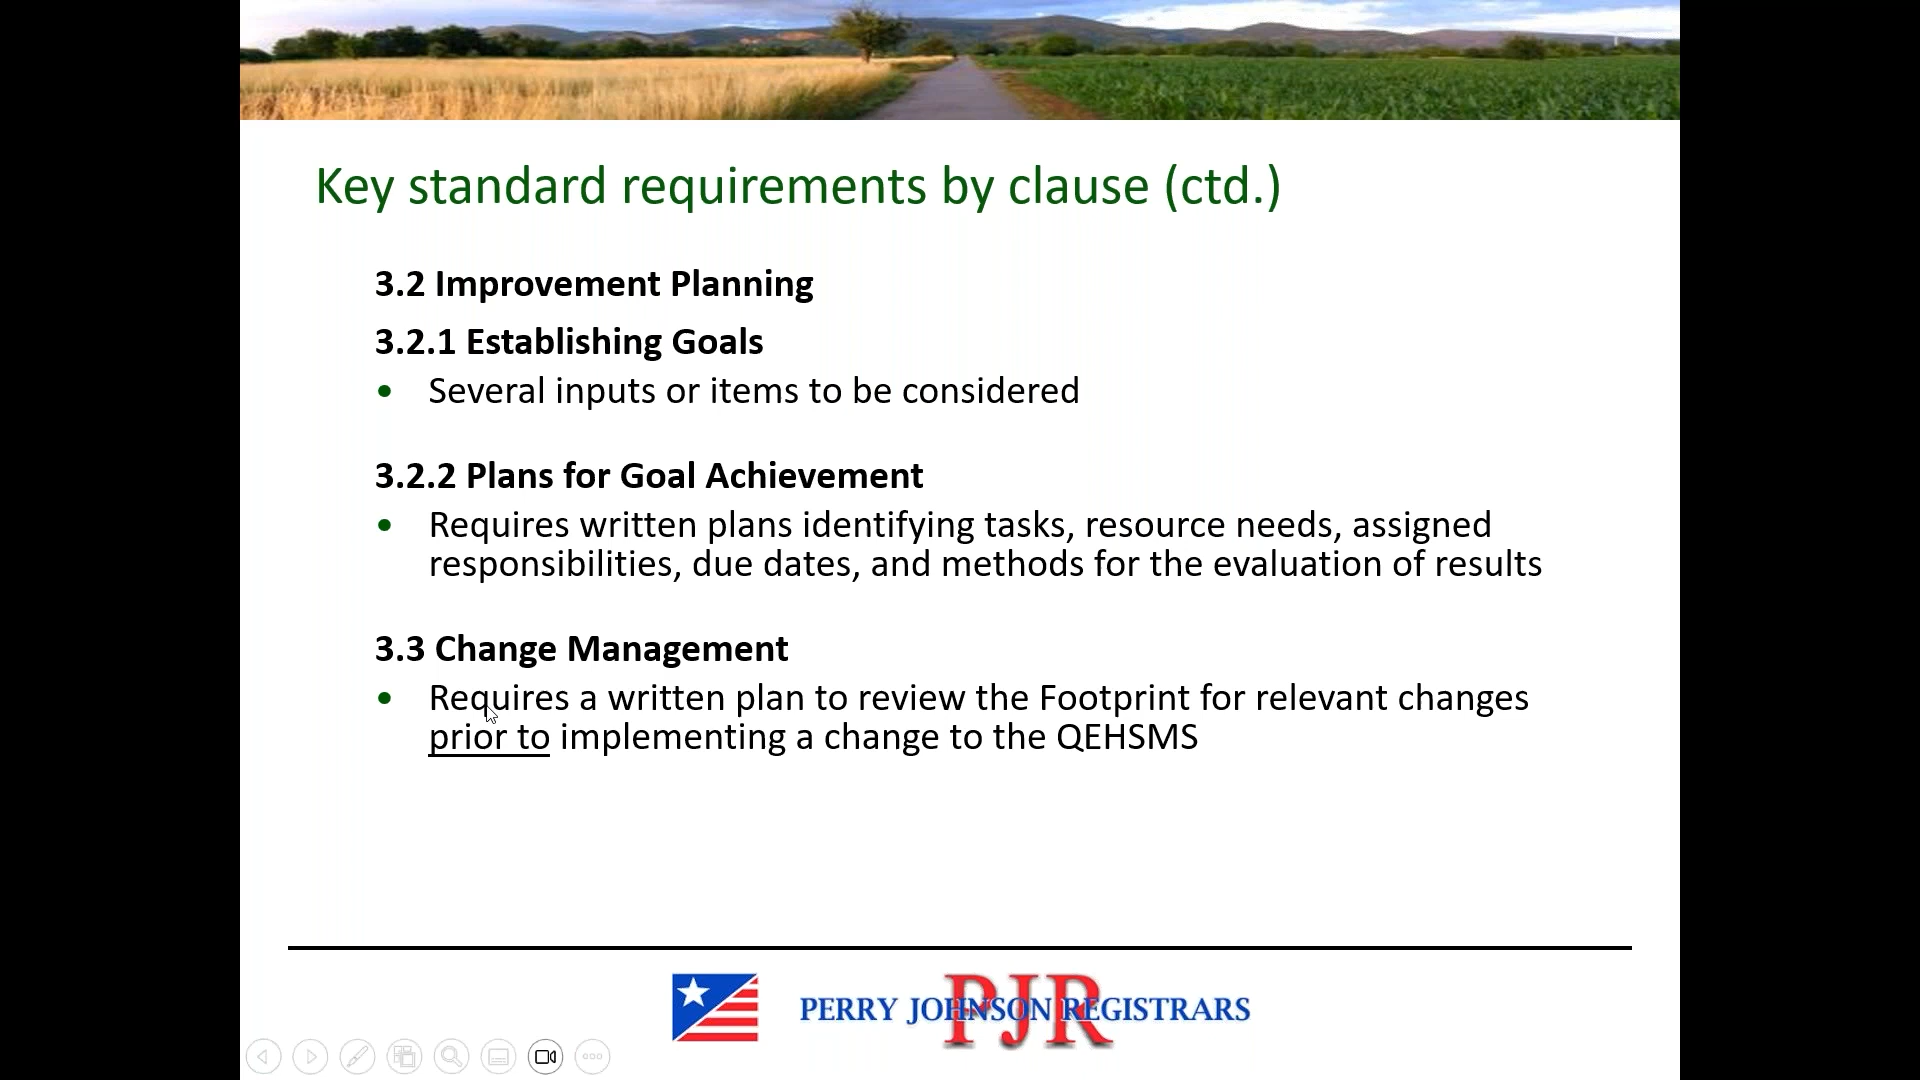 Key standard requirements by clause (ctd.)
3.2 Improvement Planning
3.2.1 Establishing Goals
• Several inputs or items to be considered
3.2.2 Plans for Goal Achievement
• Requires written plans identifying tasks, resource needs, assigned
responsibilities, due dates, and methods for the evaluation of results
3.3 Change Management
• Requires a written plan to review the Footprint for relevant changes
prior to implementing a change to the QEHSMS
PJR
PERRY JOHNSON REGISTRARS